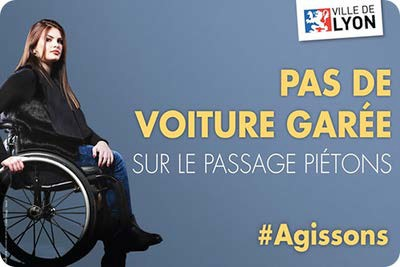 VILLE DE
LYON
PAS DE
VOITURE GARÉE
SUR LE PASSAGE PIÉTONS
#Agissons